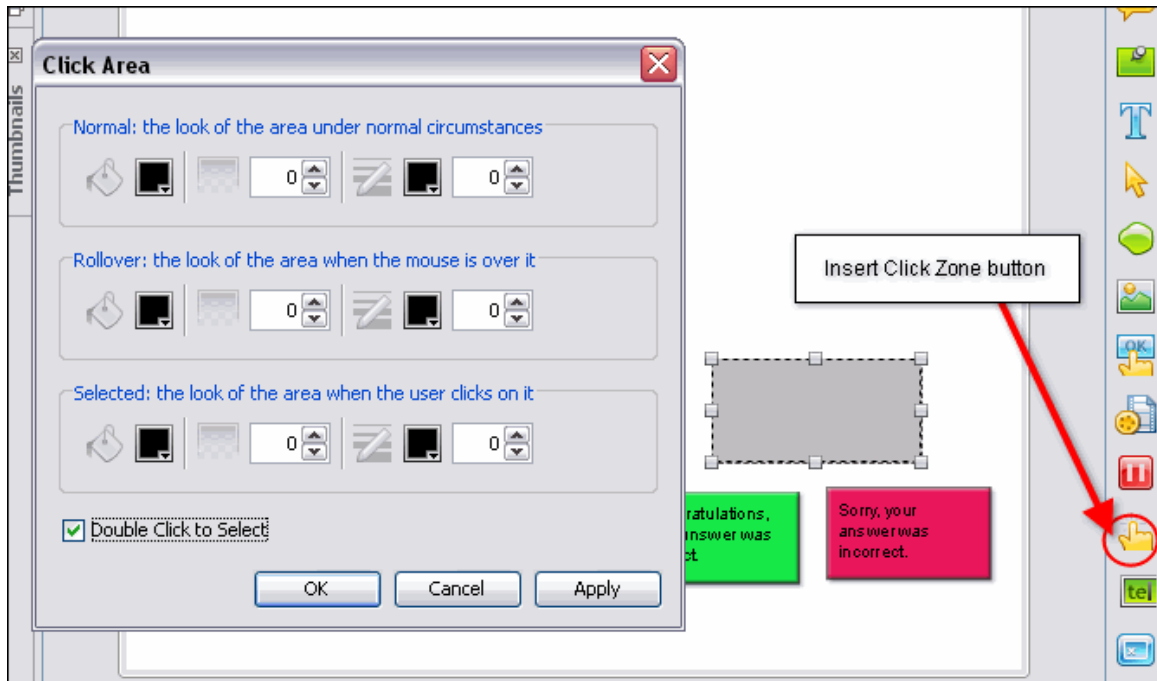 Thumbnails
Click Area
Normal: the look of the area under normal circumstances
0 0
Rollover: the look of the area when the mouse is over it
0 0
Selected: the look of the area when the user clicks on it
0 0
Double Click to Select
OK Cancel Apply
Insert Click Zone button
ratulations,
answer was
ct.
Sorry, your
answer was
incorrect.
T
OK
te